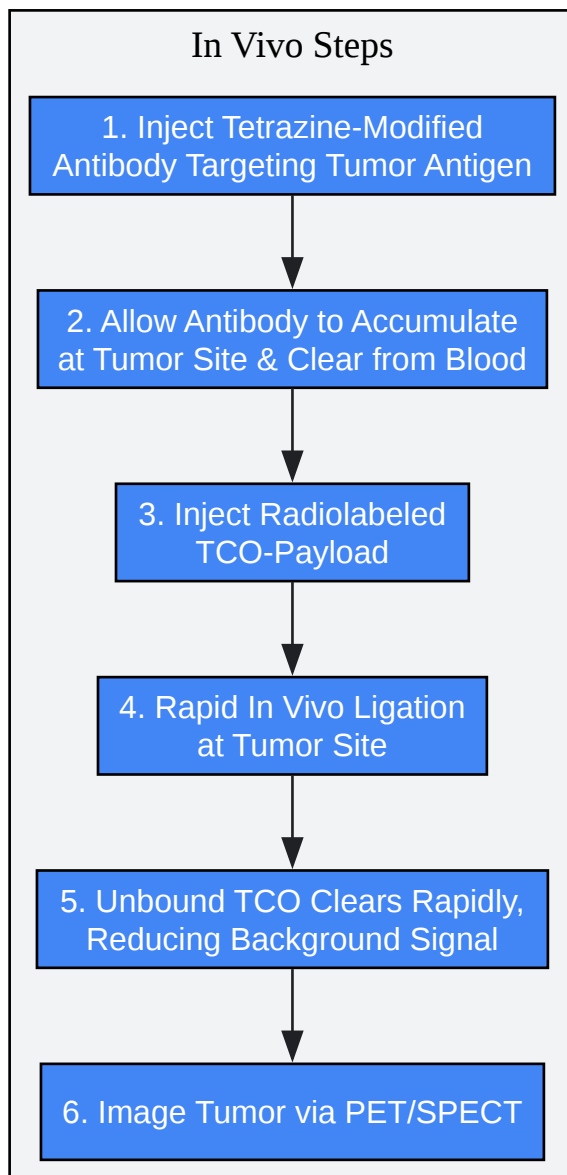 In Vivo Steps
1. Inject Tetrazine-Modified
Antibody Targeting Tumor Antigen
2. Allow Antibody to Accumulate
at Tumor Site & Clear from Blood
3. Inject Radiolabeled
TCO-Payload
4. Rapid In Vivo Ligation
at Tumor Site
5. Unbound TCO Clears Rapidly,
Reducing Background Signal
6. Image Tumor via PET/SPECT